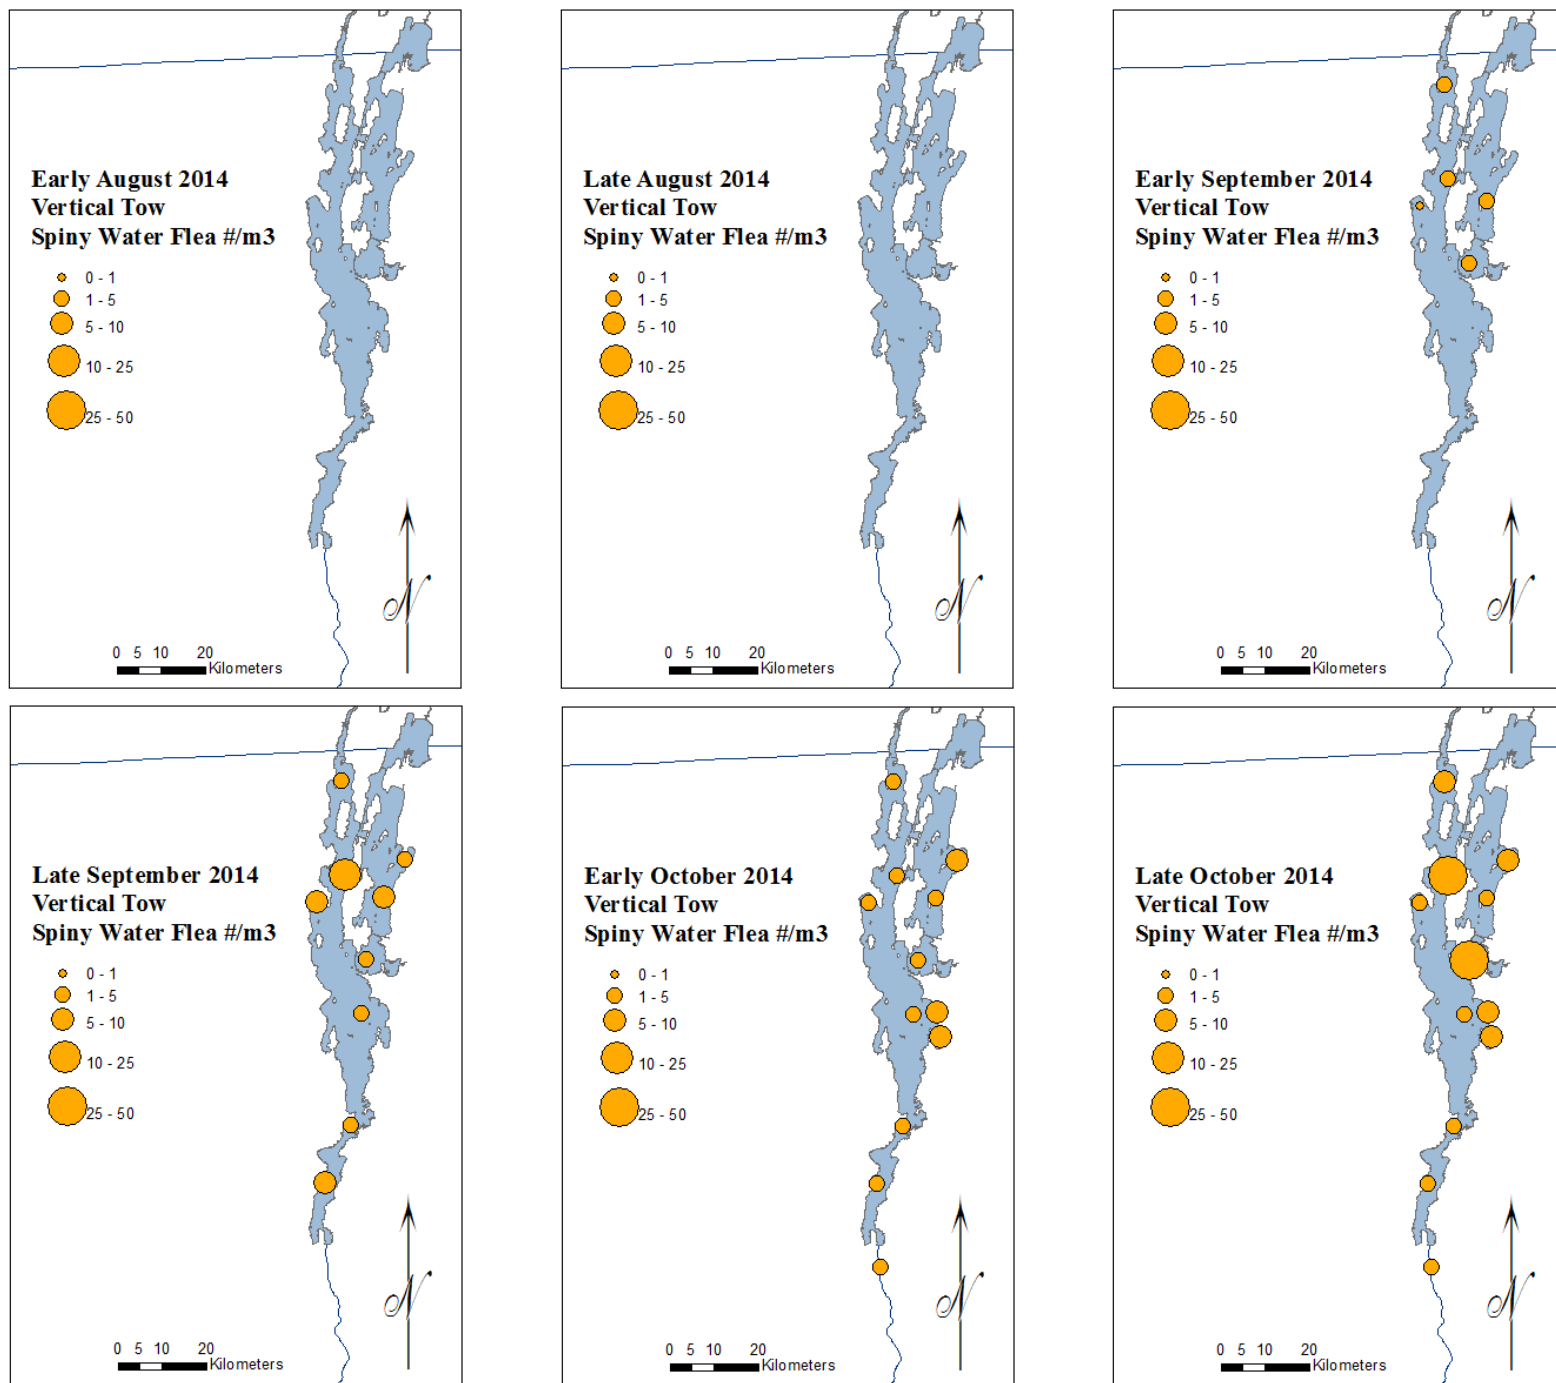 Early August 2014
Vertical Tow
Spiny Water Flea #/m3
0 - 1
1 - 5
5 - 10
10 - 25
25 - 50
N
0 5 10 20
Kilometers
Late August 2014
Vertical Tow
Spiny Water Flea #/m3
0 - 1
1 - 5
5 - 10
10 - 25
25 - 50
N
0 5 10 20
Kilometers
Early September 2014
Vertical Tow
Spiny Water Flea #/m3
0 - 1
1 - 5
5 - 10
10 - 25
25 - 50
N
0 5 10 20
Kilometers
Late September 2014
Vertical Tow
Spiny Water Flea #/m3
0 - 1
1 - 5
5 - 10
10 - 25
25 - 50
N
0 5 10 20
Kilometers
Early October 2014
Vertical Tow
Spiny Water Flea #/m3
0 - 1
1 - 5
5 - 10
10 - 25
25 - 50
N
0 5 10 20
Kilometers
Late October 2014
Vertical Tow
Spiny Water Flea #/m3
0 - 1
1 - 5
5 - 10
10 - 25
25 - 50
N
0 5 10 20
Kilometers